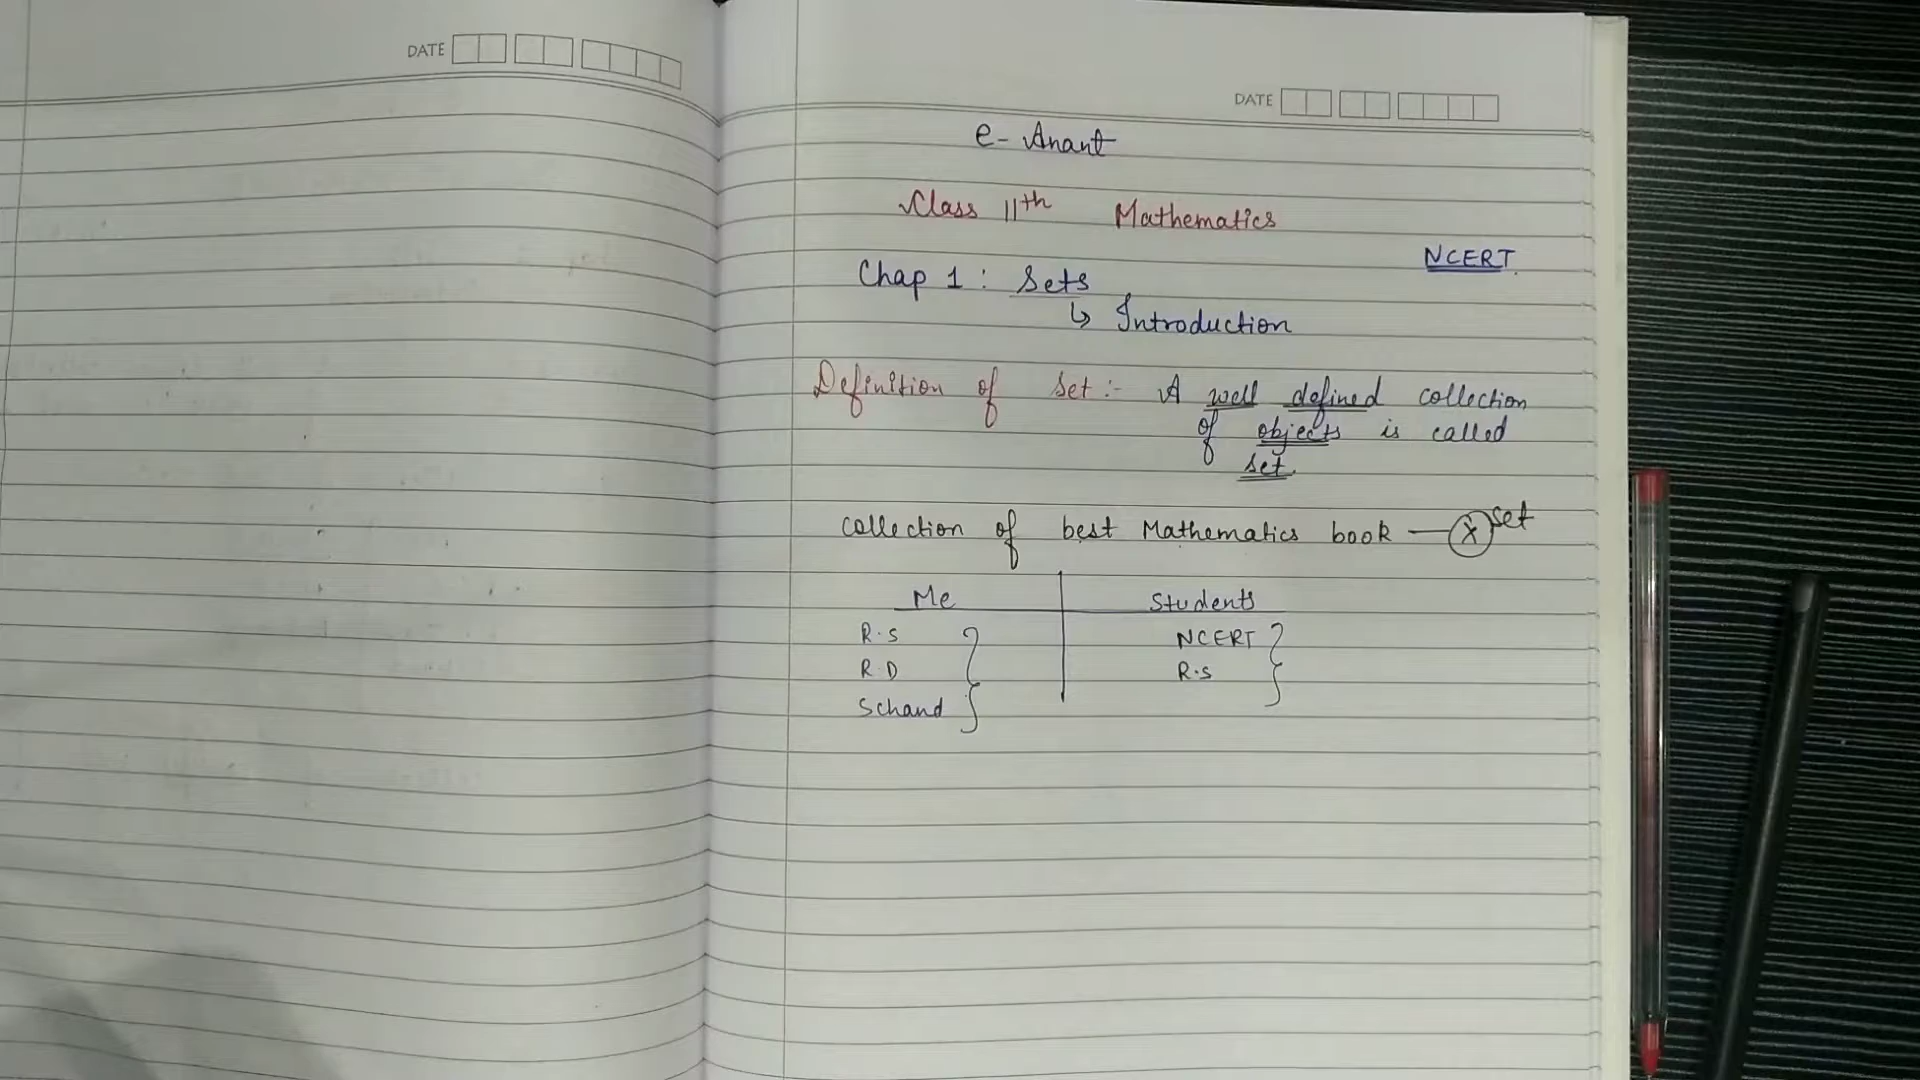 DATE
DATE
e- Anant
Class 11th Mathematics
NCERT
Chap 1 : Sets
↳ Introduction
Definition of Set :- A well defined collection
of objects is called
set.
Collection of best Mathematics book — X set
Me Students
R.S NCERT
R.D R.S
Schand